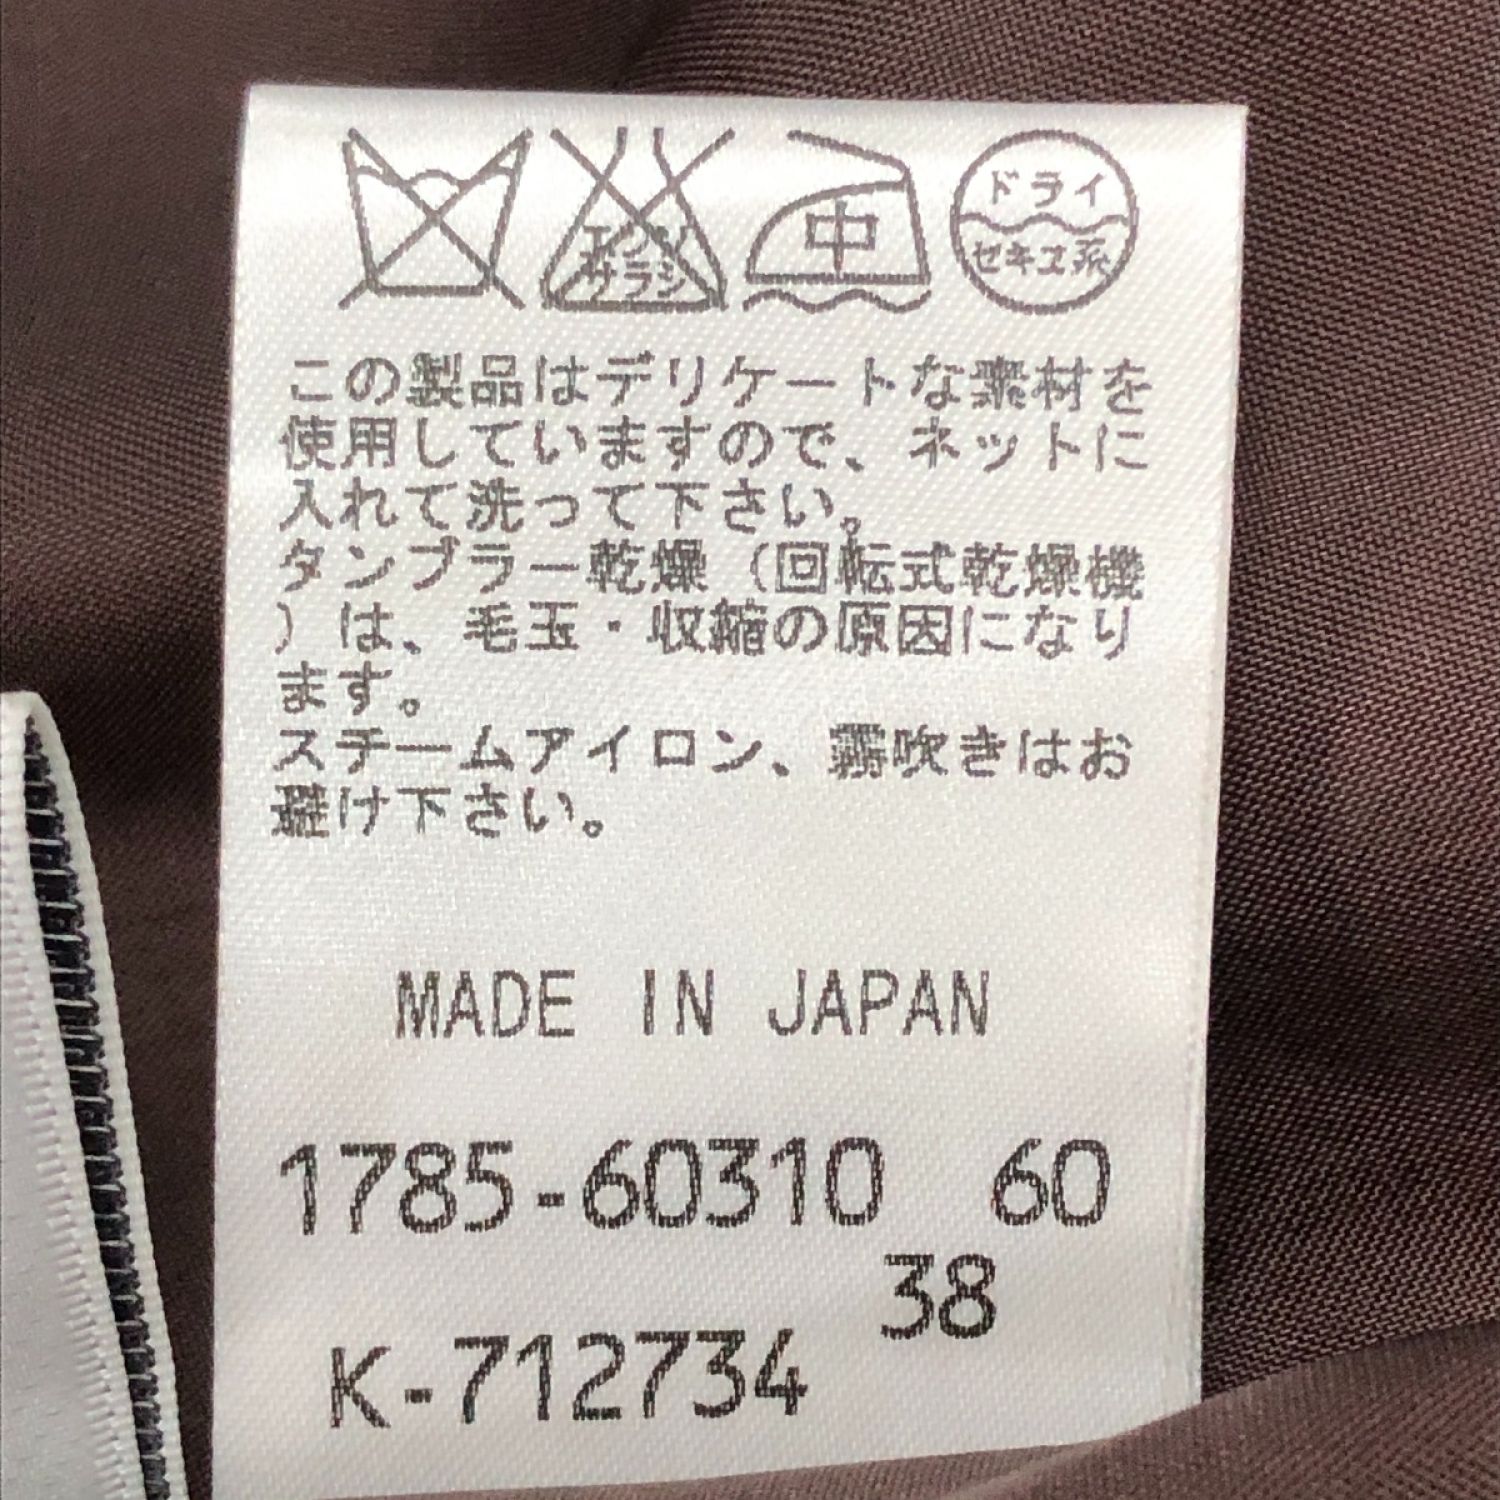 エンソ
サラシ
中
ドライ
セキユ系
この製品はデリケートな素材を
使用していますので、ネットに
入れて洗って下さい。
タンブラー乾燥（回転式乾燥機
）は、毛玉・収縮の原因になり
ます。
スチームアイロン、霧吹きはお
避け下さい。
MADE IN JAPAN
1785-60310 60
38
K-712734